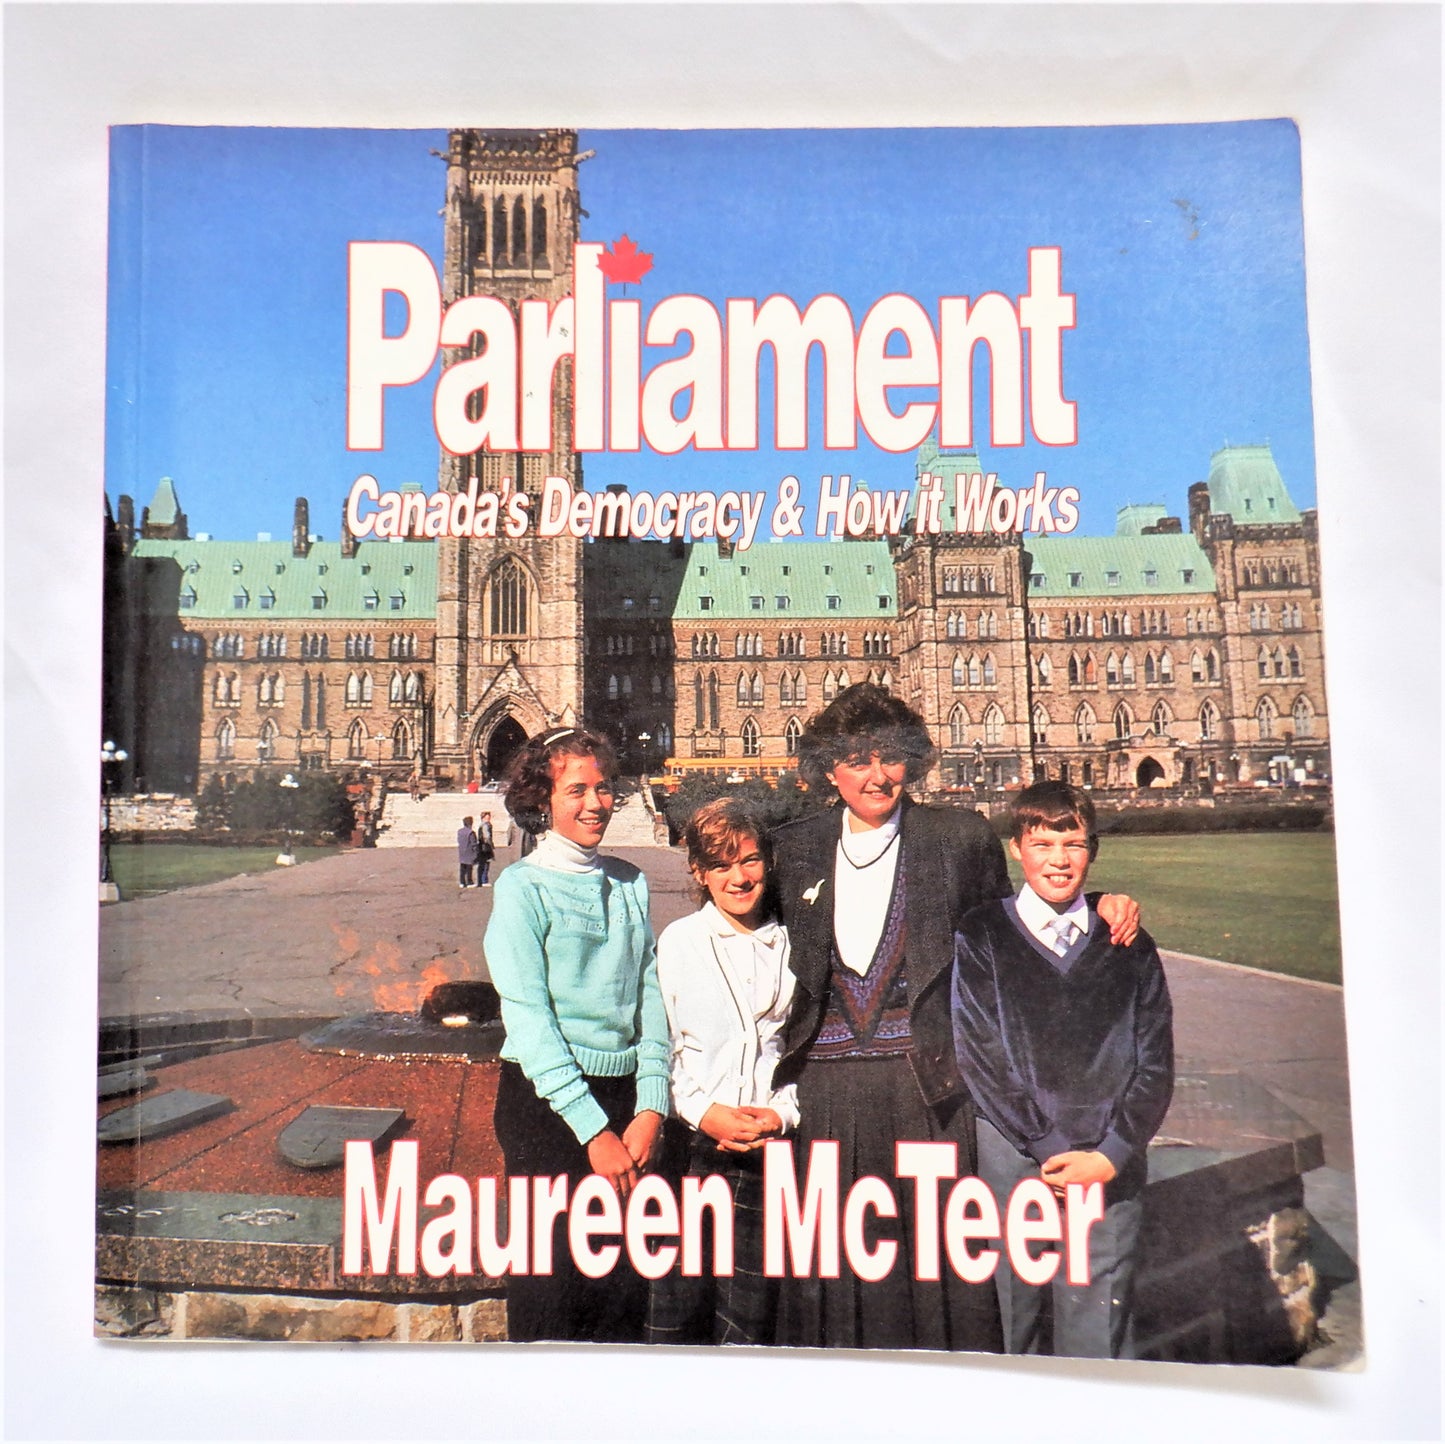 Parliament
Canada's Democracy & How it Works
Maureen McTeer